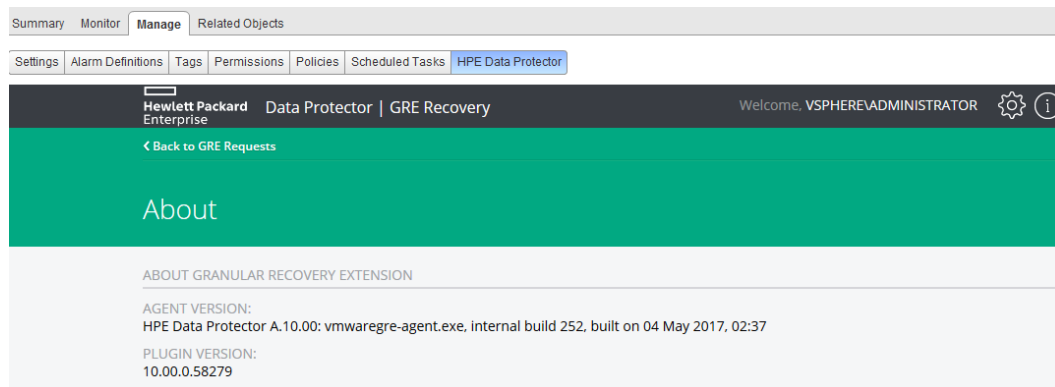 Summary Monitor Manage Related Objects
Settings Alarm Definitions Tags Permissions Policies Scheduled Tasks HPE Data Protector
Hewlett Packard
Enterprise
Data Protector | GRE Recovery
Welcome, VSPHERE\ADMINISTRATOR
Back to GRE Requests
About
ABOUT GRANULAR RECOVERY EXTENSION
AGENT VERSION:
HPE Data Protector A.10.00: vmwaregre-agent.exe, internal build 252, built on 04 May 2017, 02:37
PLUGIN VERSION:
10.00.0.58279